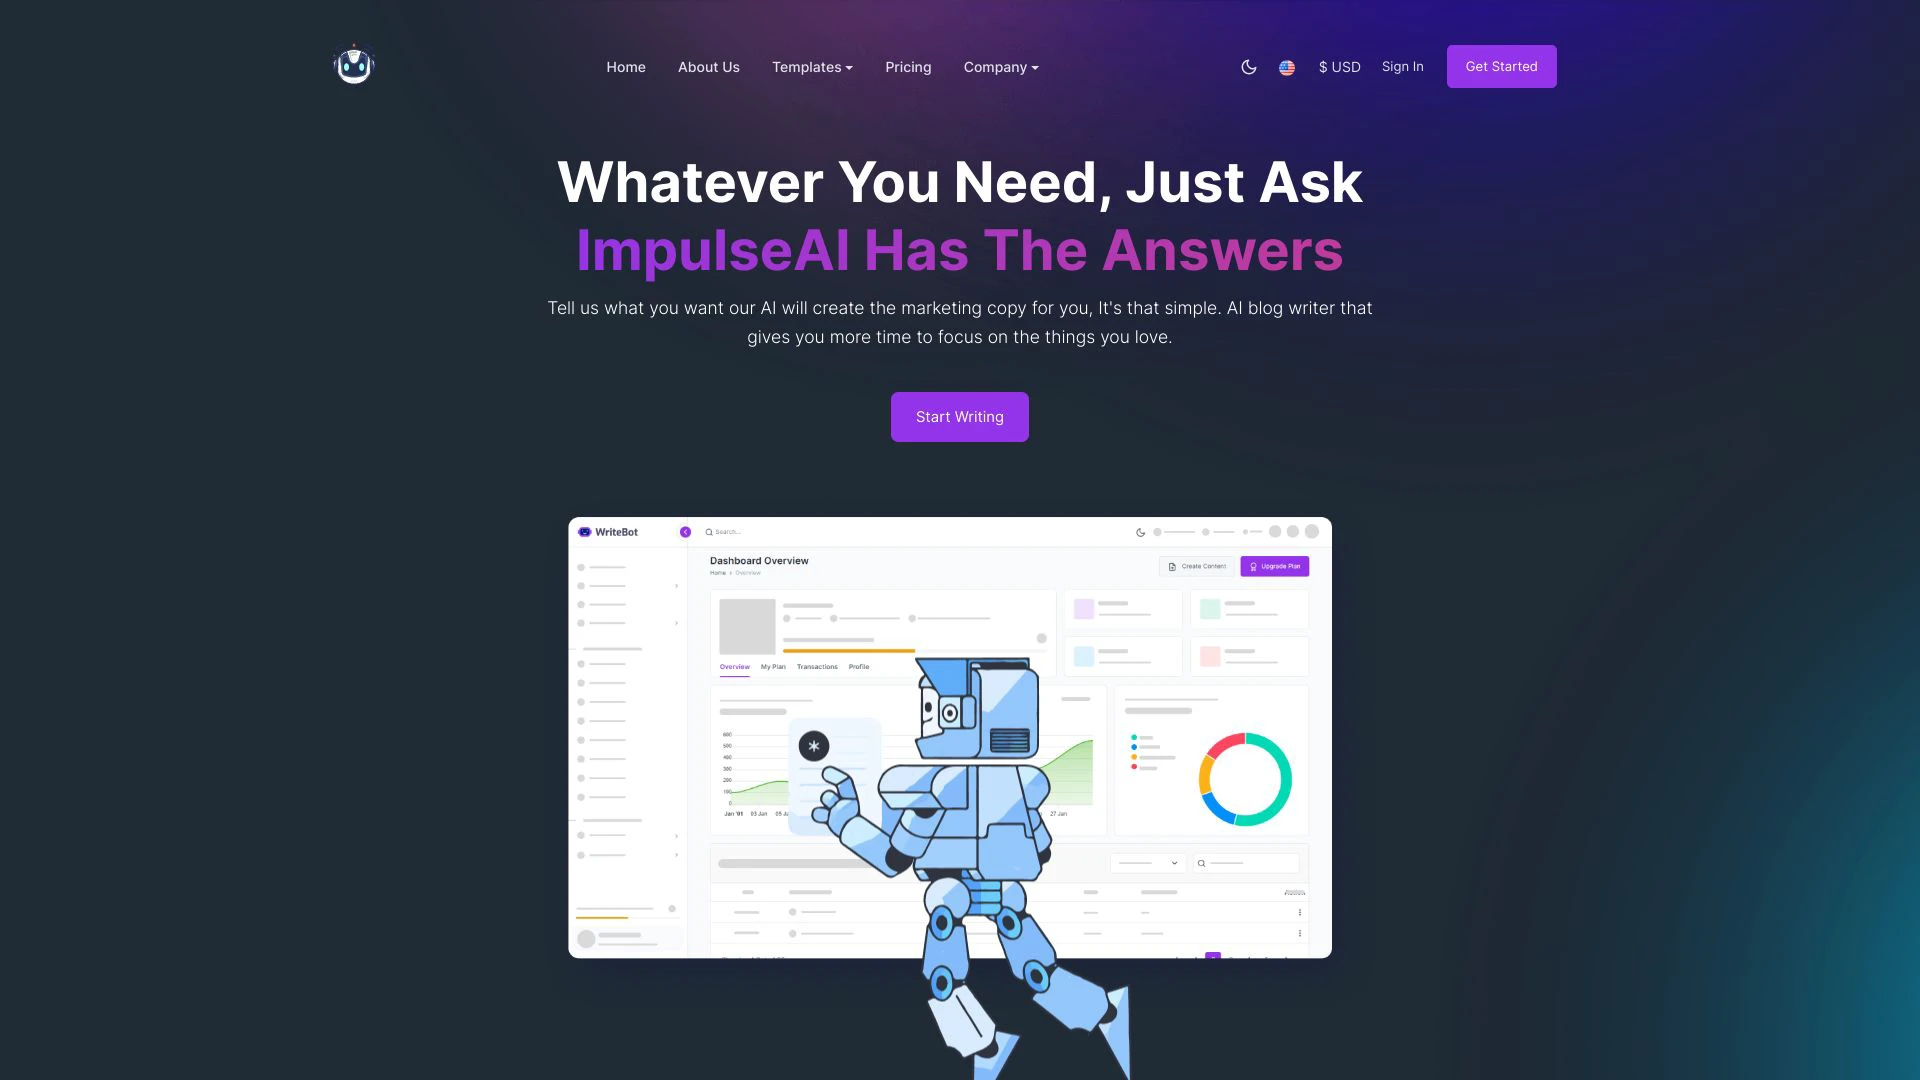 Home
About Us
Templates
Pricing
Company
$ USD
Sign In
Get Started
Whatever You Need, Just Ask
ImpulseAI Has The Answers
Tell us what you want our AI will create the marketing copy for you, It's that simple. AI blog writer that
gives you more time to focus on the things you love.
Start Writing
WriteBot
Search...
Dashboard Overview
Home > Overview
Create Content
Upgrade Plan
Overview
My Plan
Transactions
Profile
600
500
400
300
200
100
0
Jan '01
03 Jan
05 Ja
27 Jan